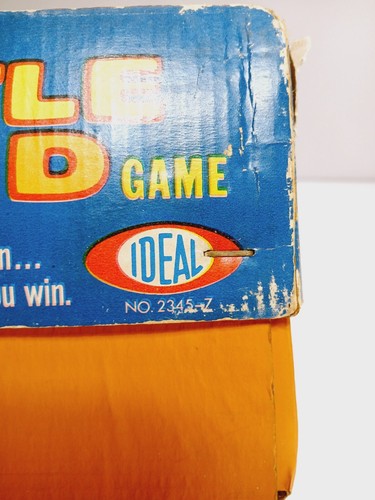 TLE
D GAME
n...
u win.
IDEAL
NO. 2345-Z